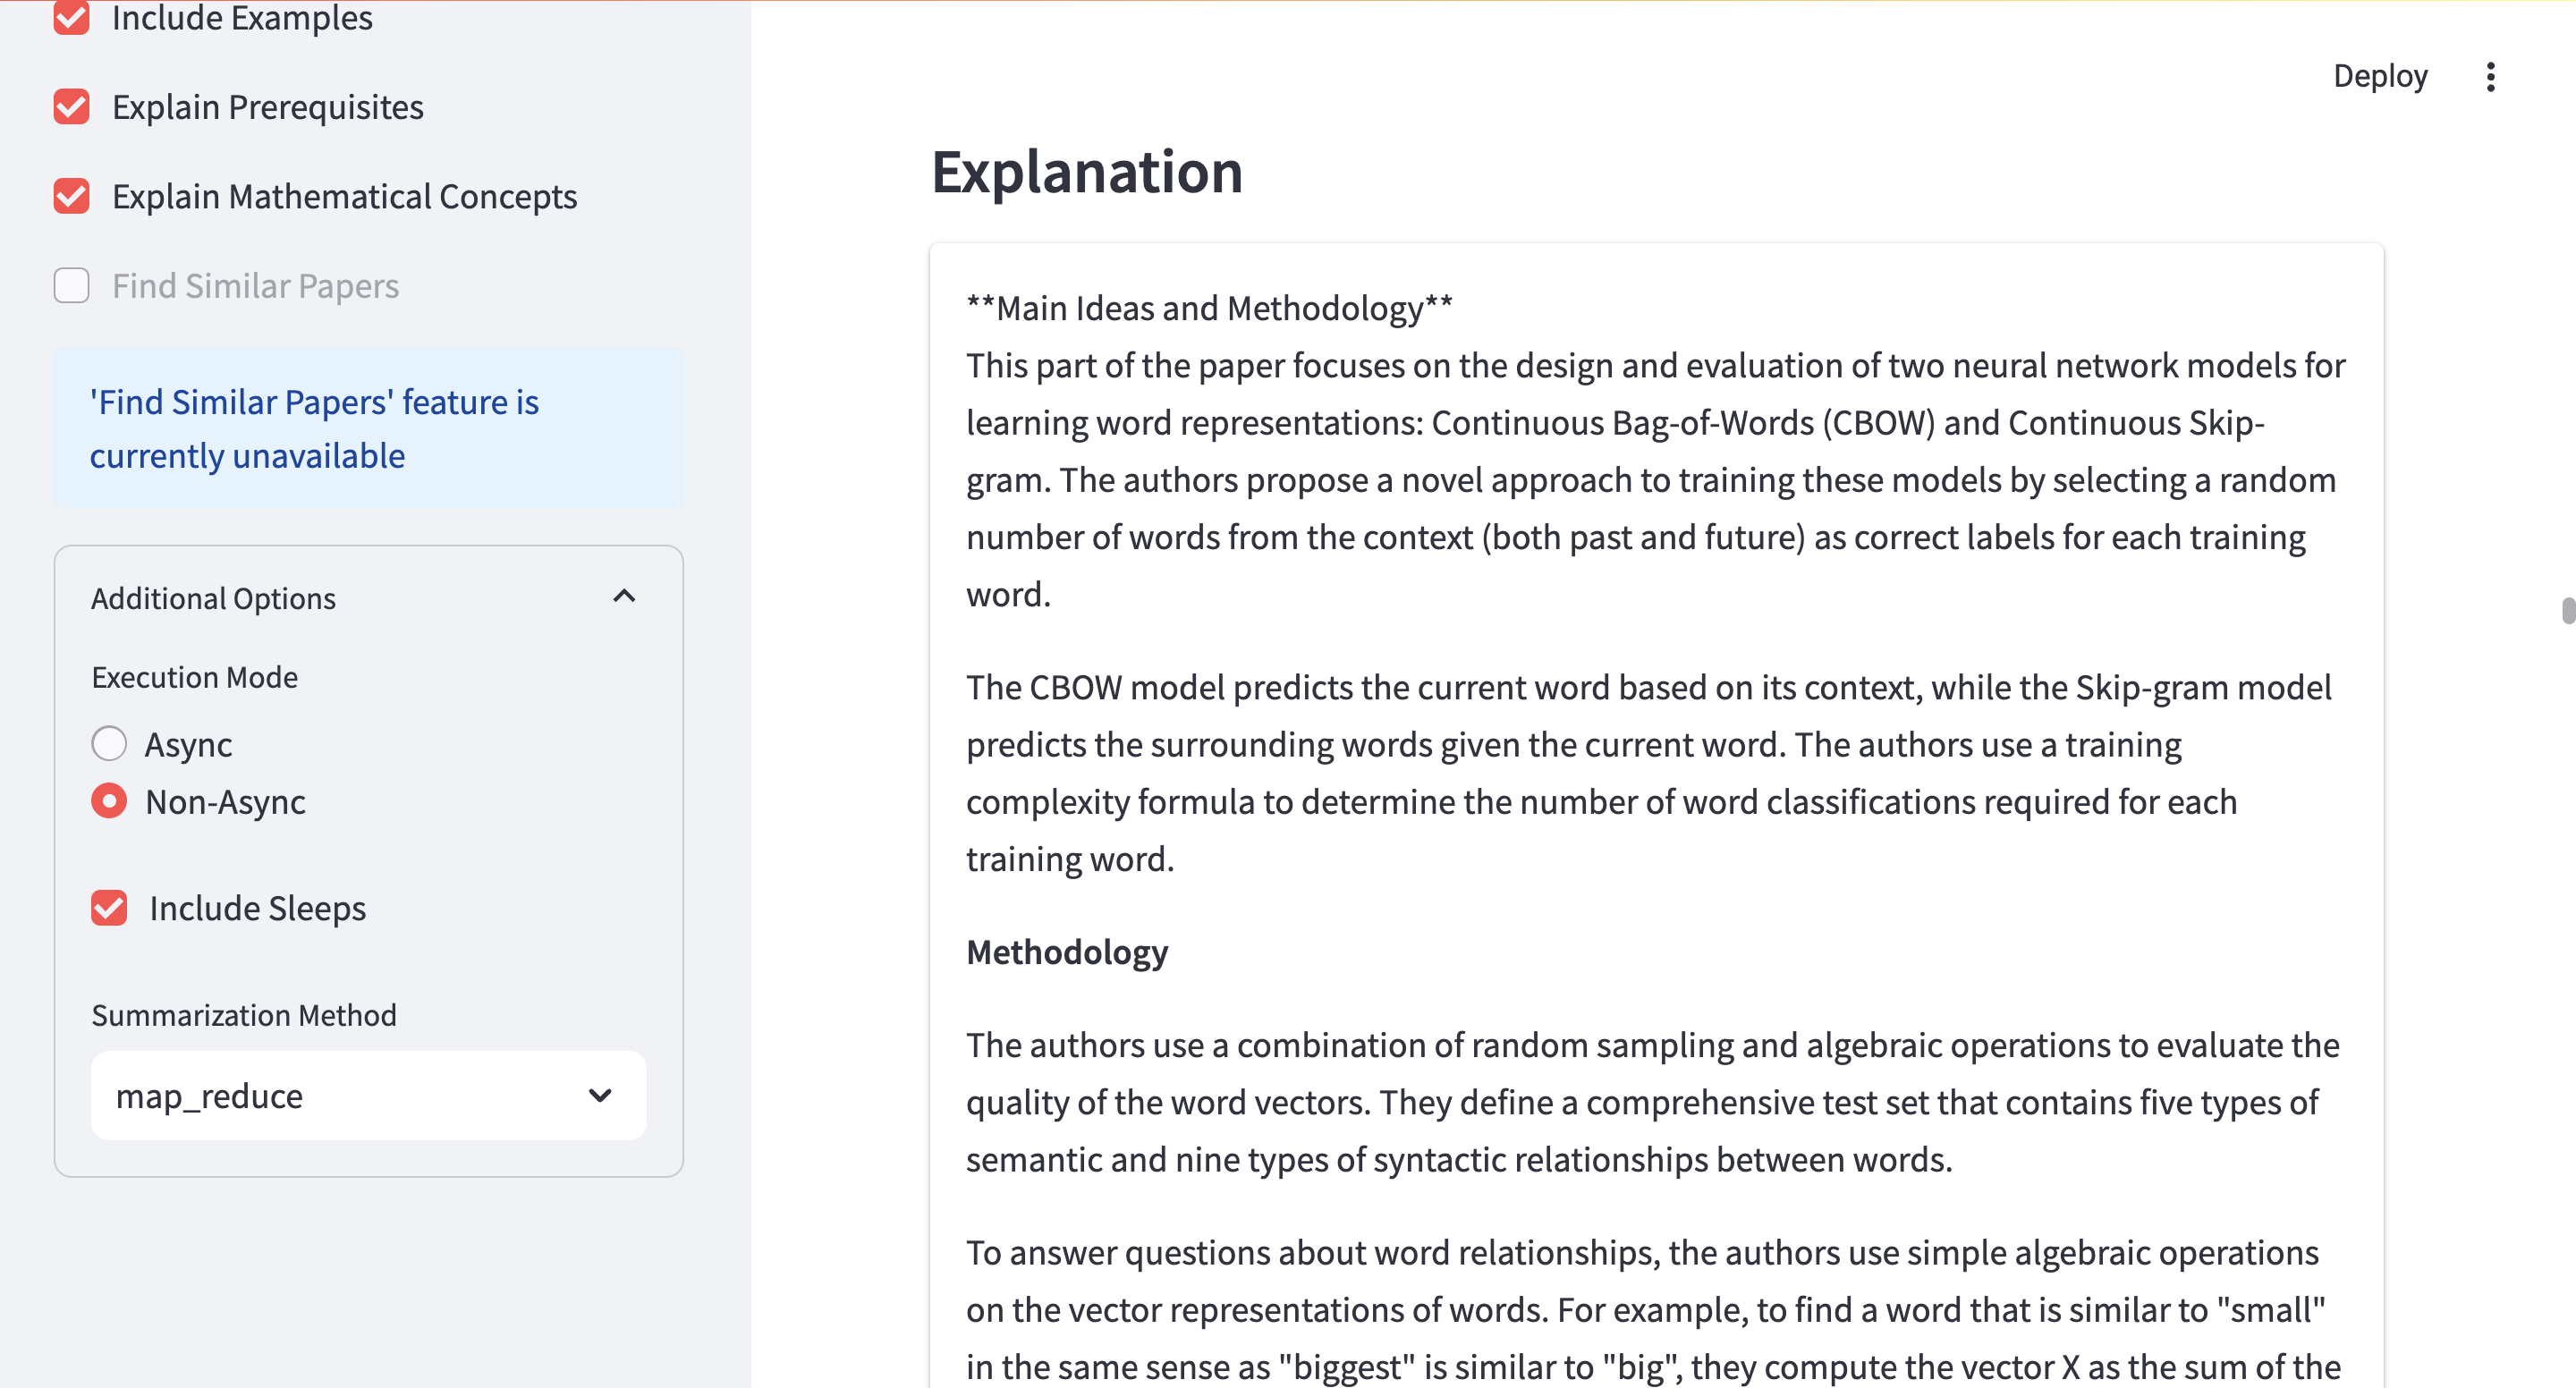 Include Examples
Explain Prerequisites
Explain Mathematical Concepts
Find Similar Papers
'Find Similar Papers' feature is
currently unavailable
Additional Options
Execution Mode
Async
Non-Async
Include Sleeps
Summarization Method
map_reduce
Deploy
Explanation
**Main Ideas and Methodology**
This part of the paper focuses on the design and evaluation of two neural network models for
learning word representations: Continuous Bag-of-Words (CBOW) and Continuous Skip-
gram. The authors propose a novel approach to training these models by selecting a random
number of words from the context (both past and future) as correct labels for each training
word.
The CBOW model predicts the current word based on its context, while the Skip-gram model
predicts the surrounding words given the current word. The authors use a training
complexity formula to determine the number of word classifications required for each
training word.
Methodology
The authors use a combination of random sampling and algebraic operations to evaluate the
quality of the word vectors. They define a comprehensive test set that contains five types of
semantic and nine types of syntactic relationships between words.
To answer questions about word relationships, the authors use simple algebraic operations
on the vector representations of words. For example, to find a word that is similar to "small"
in the same sense as "biggest" is similar to "big", they compute the vector X as the sum of the